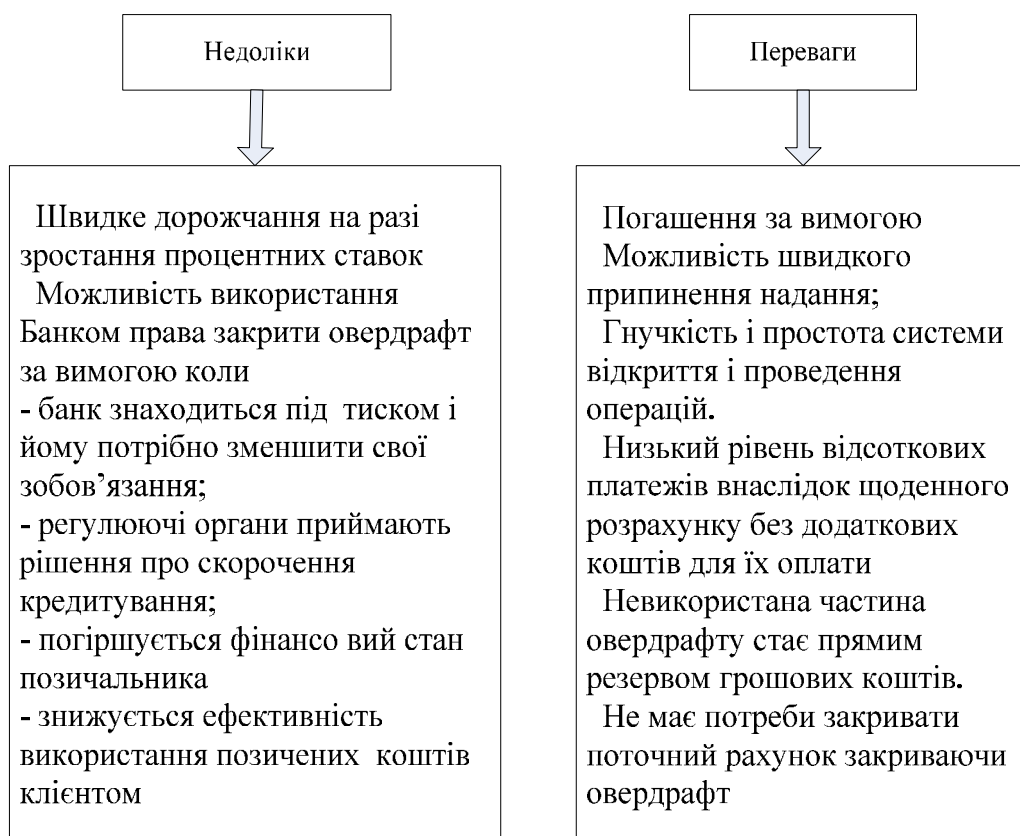 Недоліки
Швидке дорожчання на разі
зростання процентних ставок
Можливість використання
Банком права закрити овердрафт
за вимогою коли
- банк знаходиться під тиском і
йому потрібно зменшити свої
зобов’язання;
- регулюючі органи приймають
рішення про скорочення
кредитування;
- погіршується фінансо вий стан
позичальника
- знижується ефективність
використання позичених коштів
клієнтом
Переваги
Погашення за вимогою
Можливість швидкого
припинення надання;
Гнучкість і простота системи
відкриття і проведення
операцій.
Низький рівень відсоткових
платежів внаслідок щоденного
розрахунку без додаткових
коштів для їх оплати
Невикористана частина
овердрафту стає прямим
резервом грошових коштів.
Не має потреби закривати
поточний рахунок закриваючи
овердрафт